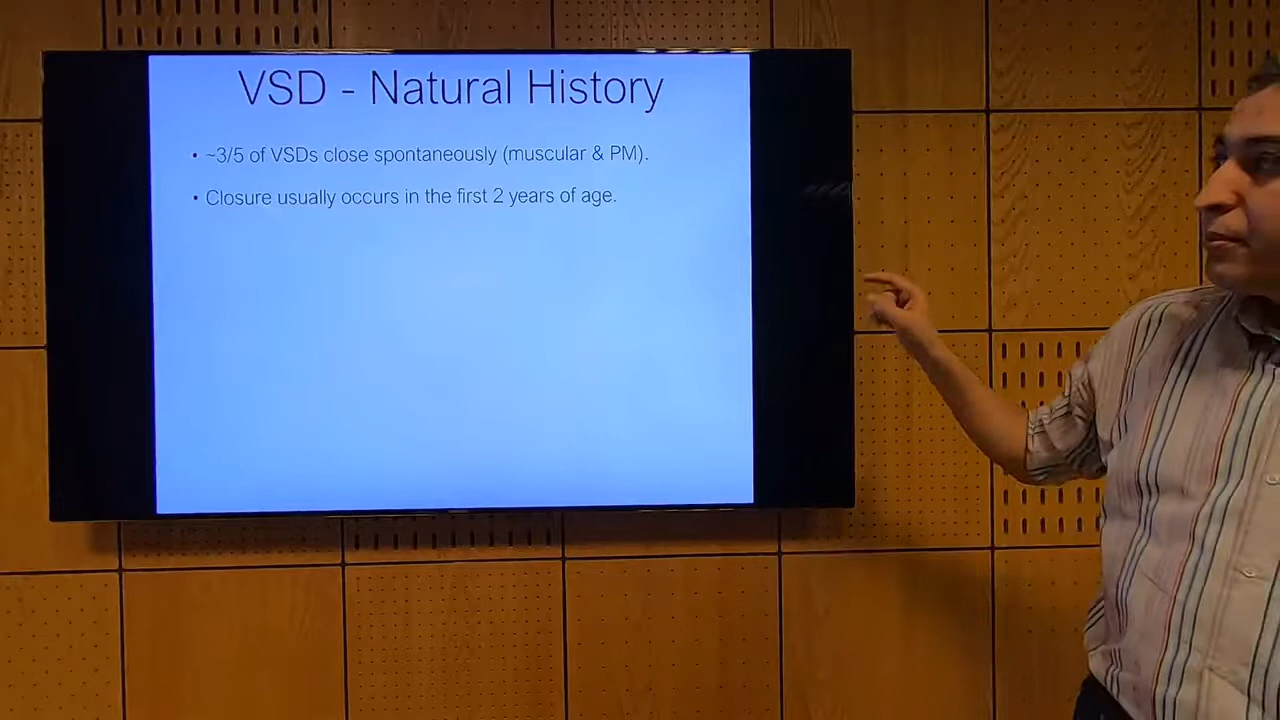 VSD - Natural History
• ~3/5 of VSDs close spontaneously (muscular & PM).
• Closure usually occurs in the first 2 years of age.